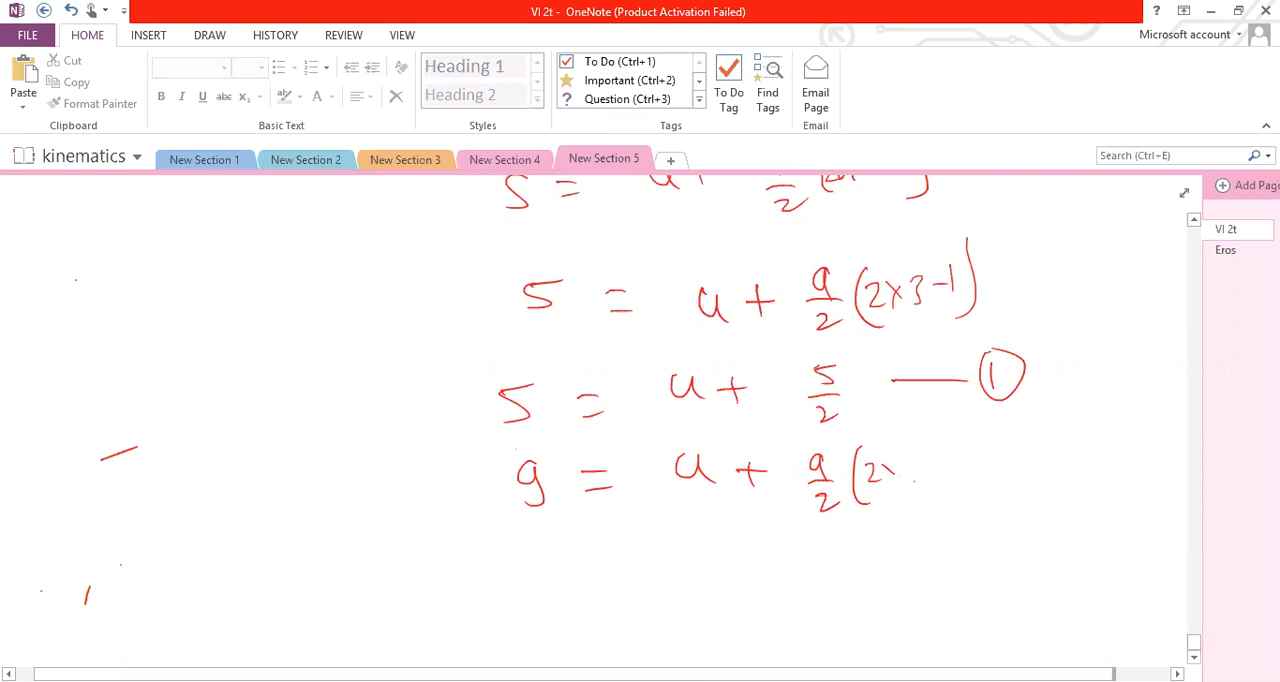 VI 2t - OneNote (Product Activation Failed)
?
FILE HOME INSERT DRAW HISTORY REVIEW VIEW Microsoft account
Paste Cut
Copy
Format Painter
Clipboard
B I U abc X₂ A
Basic Text
Heading 1
Heading 2
Styles
To Do (Ctrl+1)
Important (Ctrl+2)
? Question (Ctrl+3)
To Do Tag
Find Tags
Tags
Email Page
Email
kinematics New Section 1 New Section 2 New Section 3 New Section 4 New Section 5 + Search (Ctrl+E)
Add Page
VI 2t
Eros
5 = u + a/2 (2×3-1)
5 = u + 5/2 —— ①
9 = u + a/2 (2×